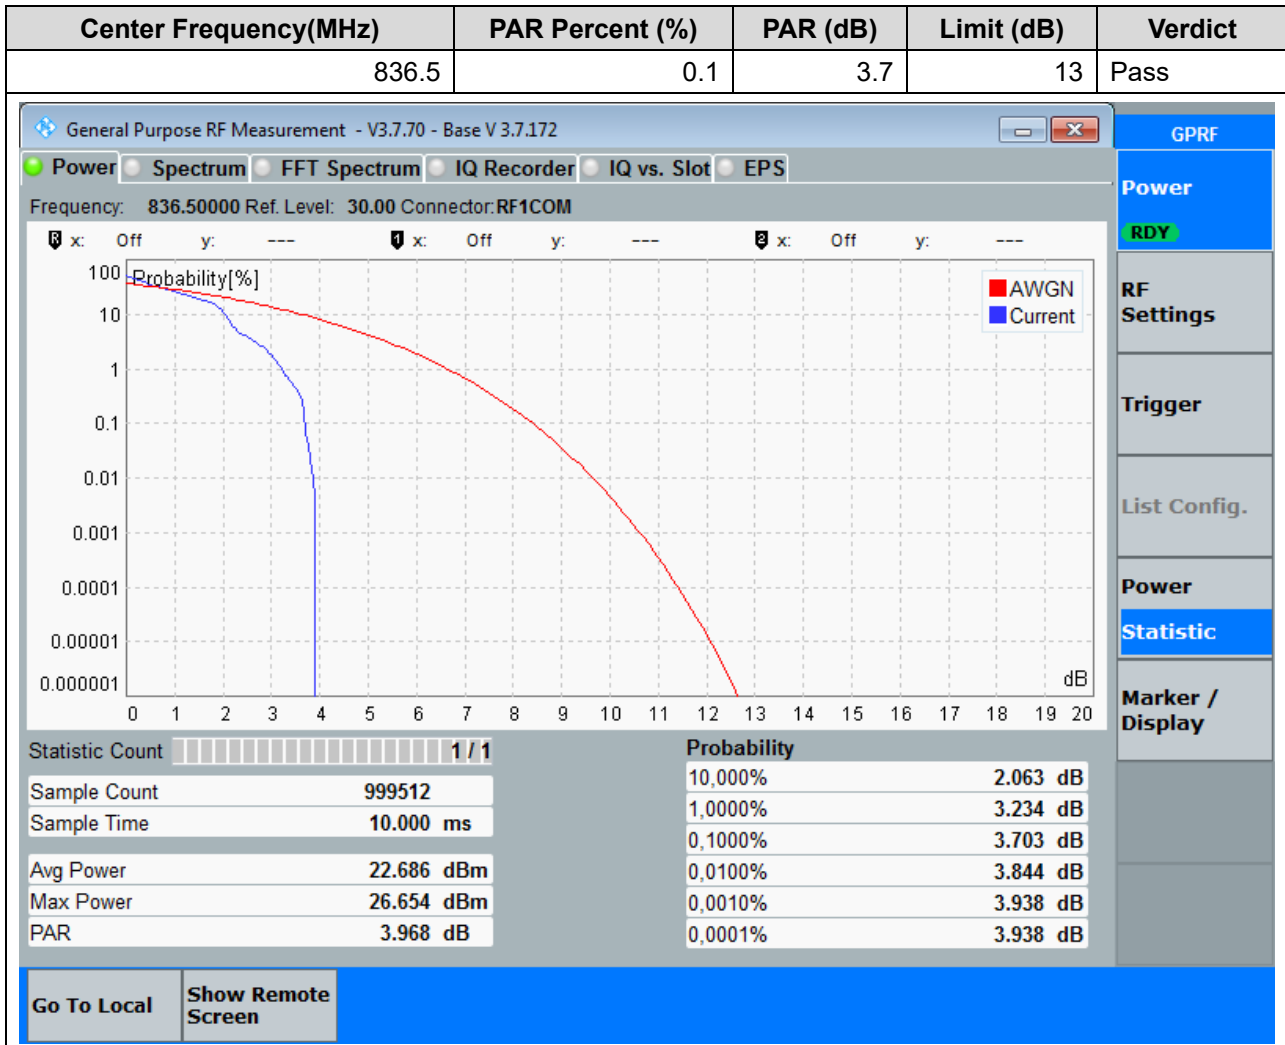 Center Frequency(MHz) PAR Percent (%) PAR (dB) Limit (dB) Verdict
836.5 0.1 3.7 13 Pass
General Purpose RF Measurement - V3.7.70 - Base V 3.7.172
GPRF
Power Spectrum FFT Spectrum IQ Recorder IQ vs. Slot EPS
Frequency: 836.50000 Ref. Level: 30.00 Connector:RF1COM
R x: Off y: --- 1 x: Off y: --- 2 x: Off y: ---
Probability[%]
AWGN
Current
100
10
1
0.1
0.01
0.001
0.0001
0.00001
0.000001
dB
0 1 2 3 4 5 6 7 8 9 10 11 12 13 14 15 16 17 18 19 20
Statistic Count 1 / 1
Sample Count 999512
Sample Time 10.000 ms
Avg Power 22.686 dBm
Max Power 26.654 dBm
PAR 3.968 dB
Probability
10,000% 2.063 dB
1,0000% 3.234 dB
0,1000% 3.703 dB
0,0100% 3.844 dB
0,0010% 3.938 dB
0,0001% 3.938 dB
Power
RDY
RF
Settings
Trigger
List Config.
Power
Statistic
Marker /
Display
Go To Local
Show Remote
Screen